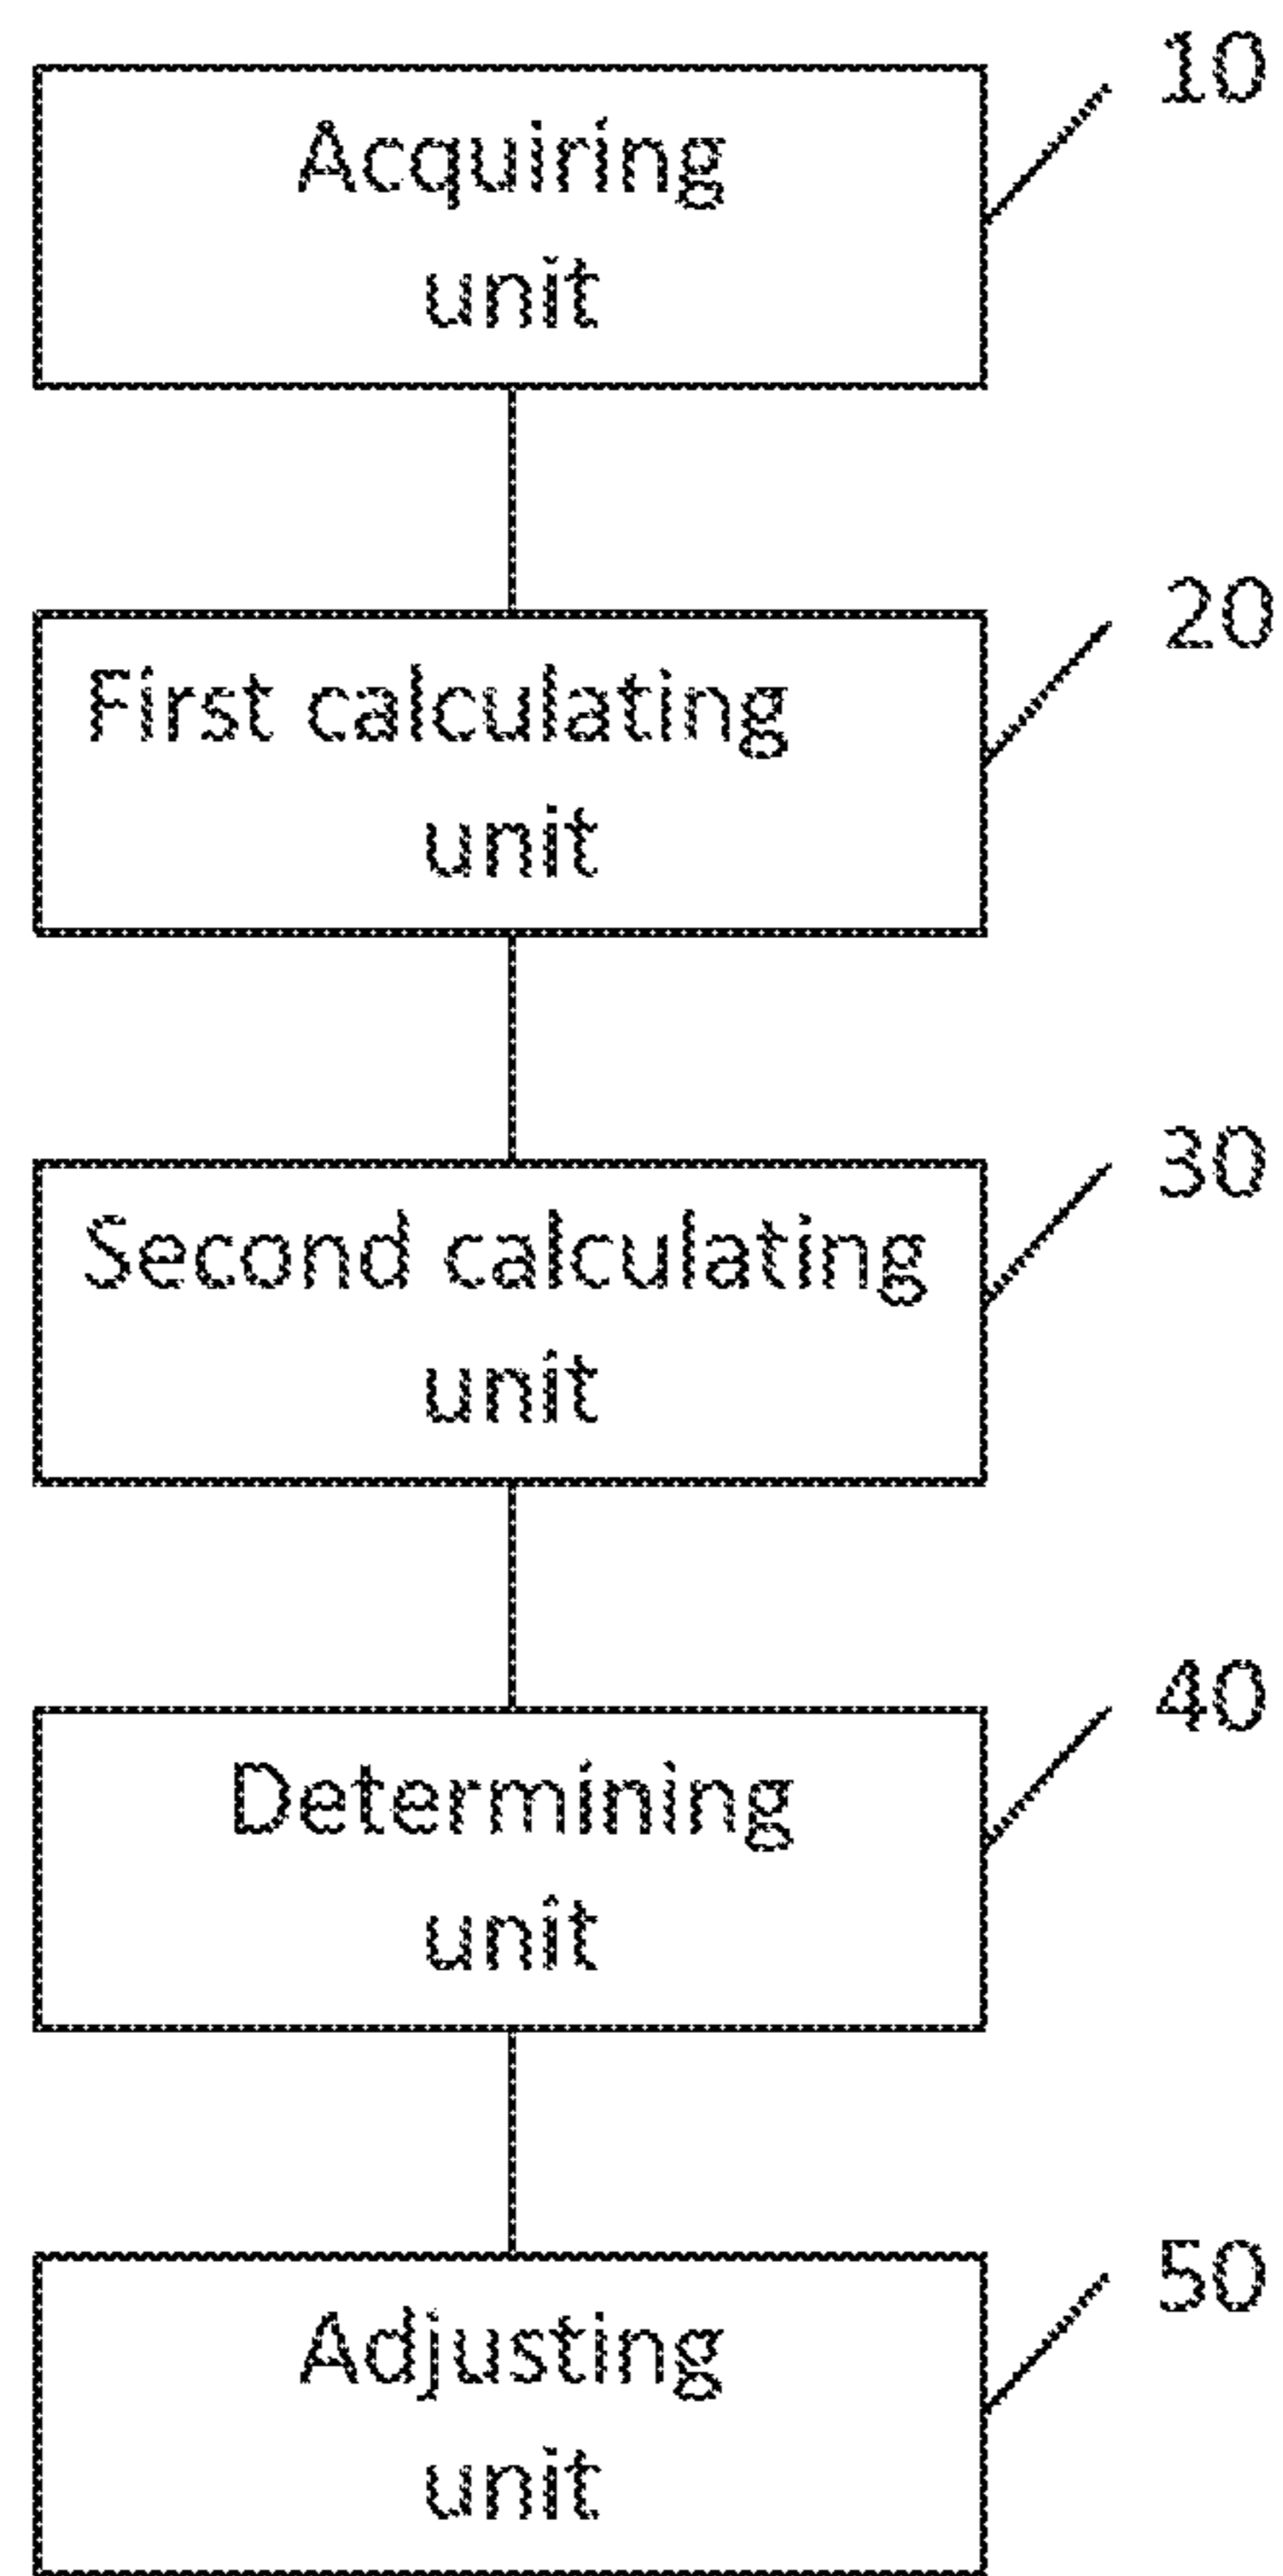 10
Acquiring
unit
20
First calculating
unit
30
Second calculating
unit
40
Determining
unit
50
Adjusting
unit